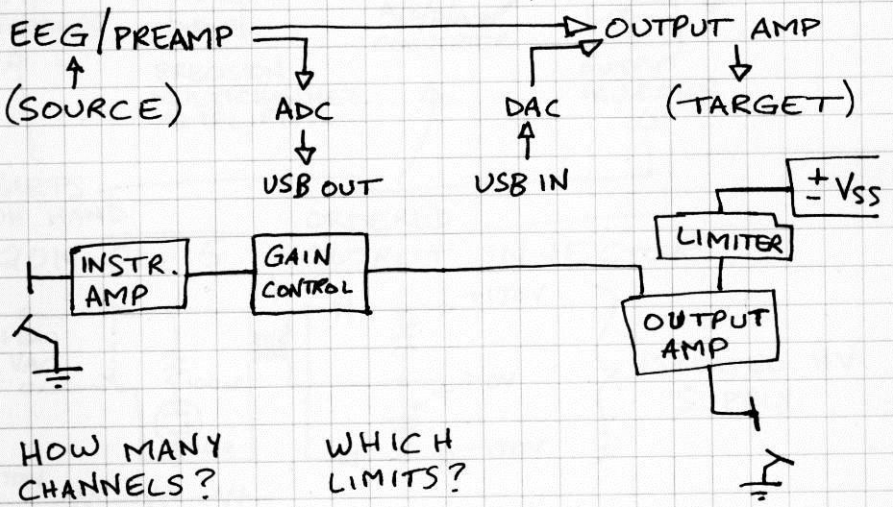 EEG/PREAMP
OUTPUT AMP
(SOURCE)
ADC
DAC
(TARGET)
USB OUT
USB IN
+
- VSS
LIMITER
INSTR.
AMP
GAIN
CONTROL
OUTPUT
AMP
HOW MANY
CHANNELS?
WHICH
LIMITS?